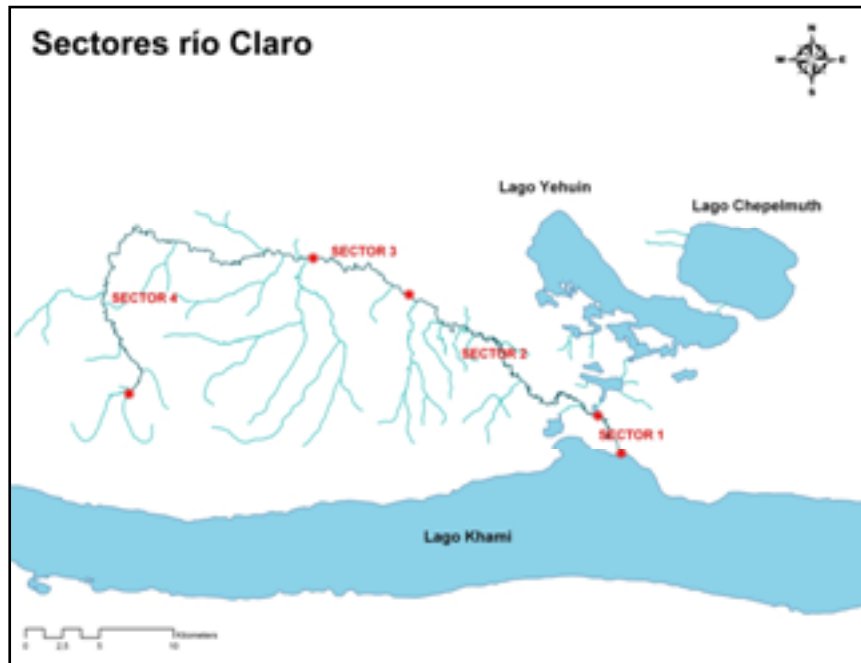 Sectores río Claro
N
W E
S
Lago Yehuin
Lago Chepelmuth
SECTOR 3
SECTOR 4
SECTOR 2
SECTOR 1
Lago Khami
Kilometers
0 2,5 5 10